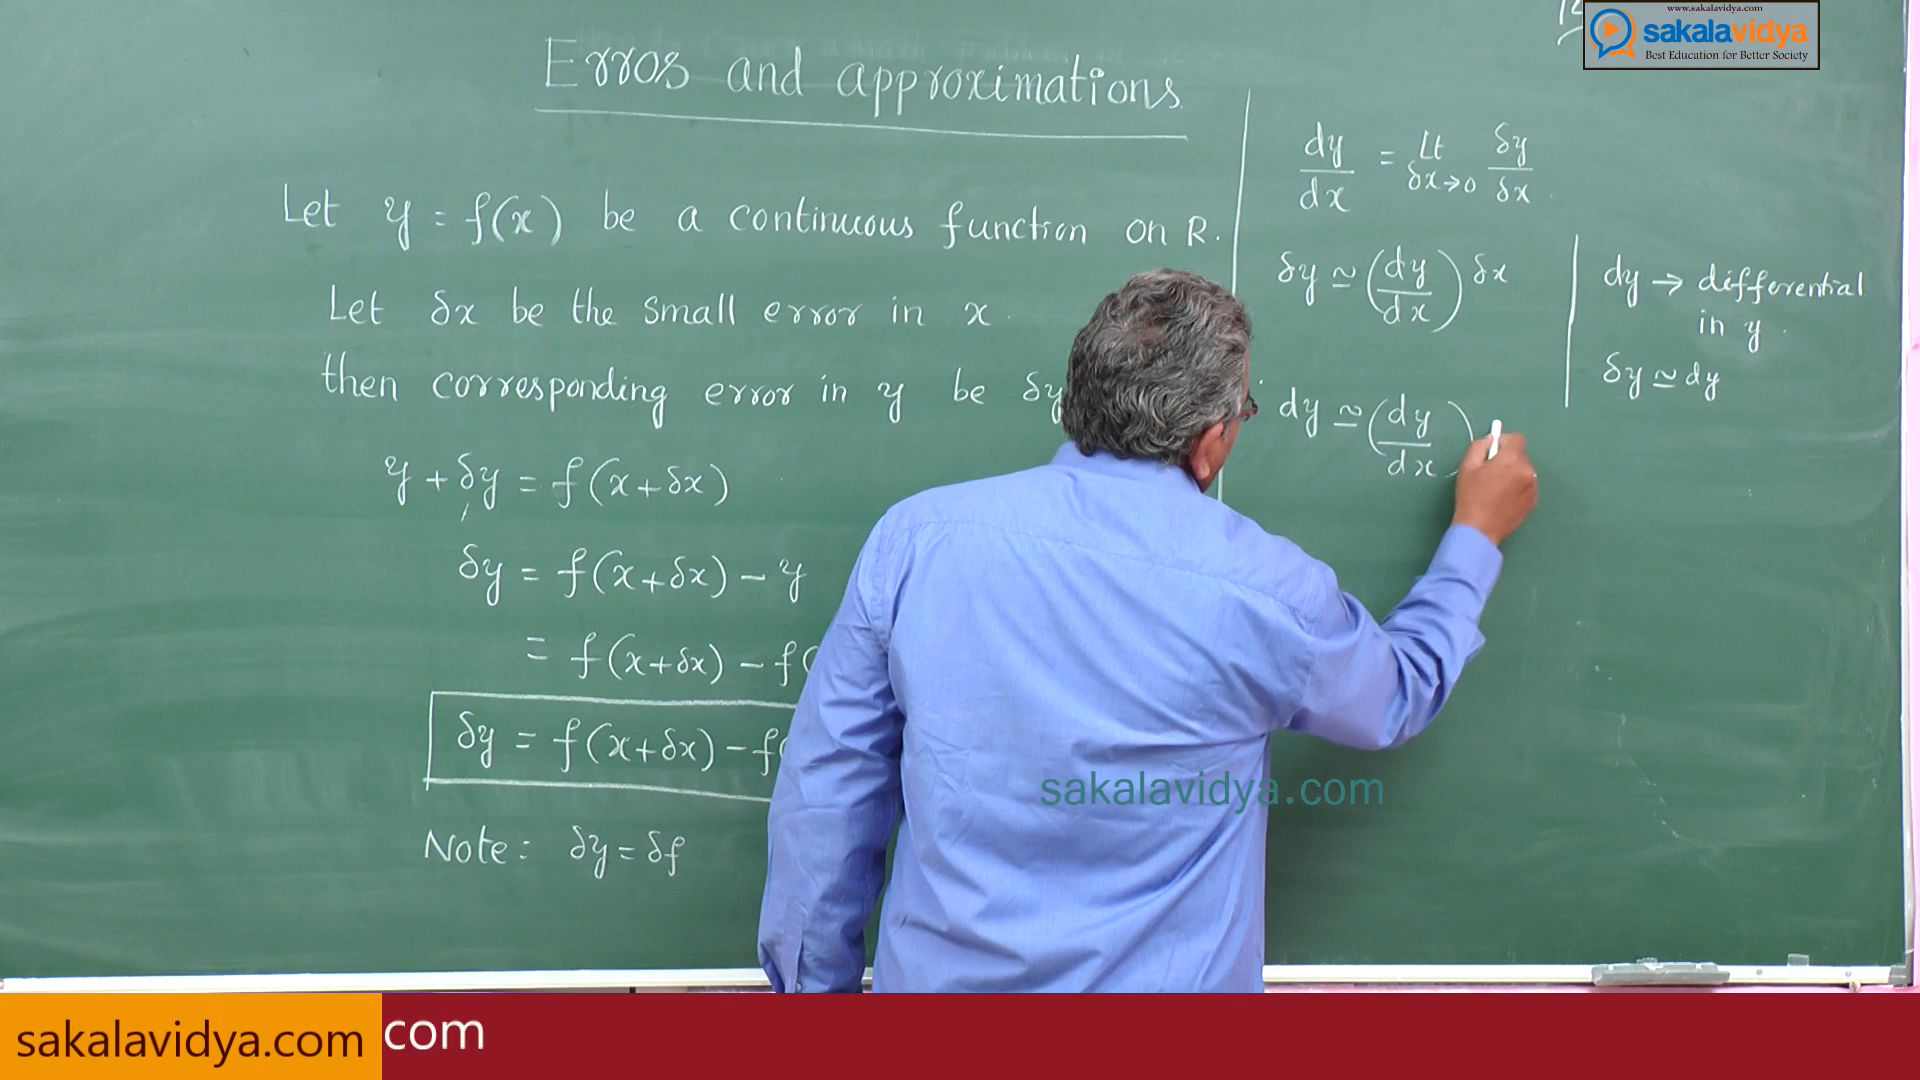 www.sakalavidya.com
sakalavidya
Best Education for Better Society
Erros and approximations
Let y = f(x) be a continuous function on R.
Let δx be the small error in x.
then corresponding error in y be δy
y + δy = f(x+δx)
δy = f(x+δx) - y
= f(x+δx) - f(
δy = f(x+δx) - f(
Note: δy = δf
dy/dx = Lt δx→0 δy/δx
δy ≃ (dy/dx) δx
dy ≃ (dy/dx)
dy → differential
in y.
δy ≃ dy
sakalavidya.com
sakalavidya.com com